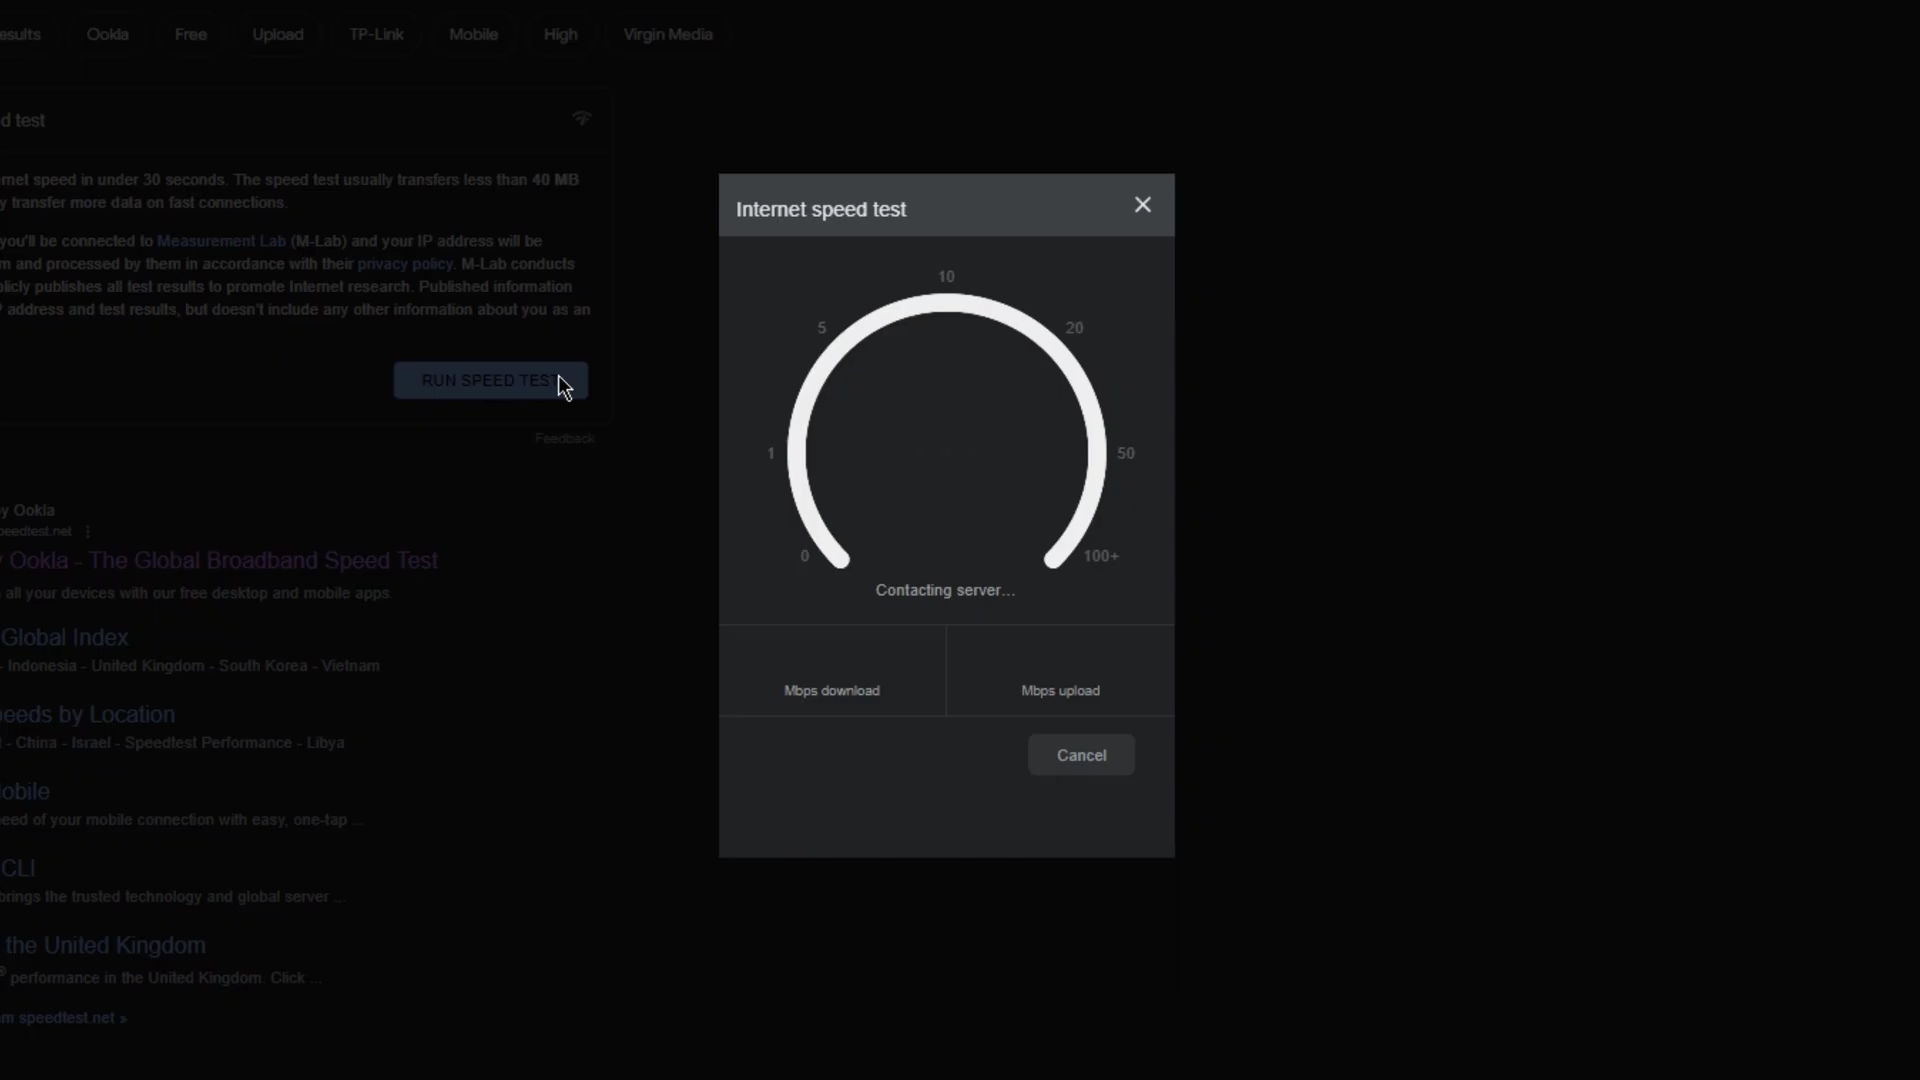 esults
Ookla
Free
Upload
TP-Link
Mobile
High
Virgin Media
d test
rnet speed in under 30 seconds. The speed test usually transfers less than 40 MB
y transfer more data on fast connections.
you'll be connected to Measurement Lab (M-Lab) and your IP address will be
m and processed by them in accordance with their privacy policy. M-Lab conducts
blicly publishes all test results to promote Internet research. Published information
P address and test results, but doesn't include any other information about you as an
RUN SPEED TEST
Feedback
y Ookla
peedtest.net
y Ookla - The Global Broadband Speed Test
all your devices with our free desktop and mobile apps.
Global Index
- Indonesia - United Kingdom - South Korea - Vietnam
peeds by Location
t - China - Israel - Speedtest Performance - Libya
obile
eed of your mobile connection with easy, one-tap ...
CLI
brings the trusted technology and global server ...
the United Kingdom
® performance in the United Kingdom. Click ...
m speedtest.net »
Internet speed test
10
5
20
1
50
0
100+
Contacting server...
Mbps download
Mbps upload
Cancel